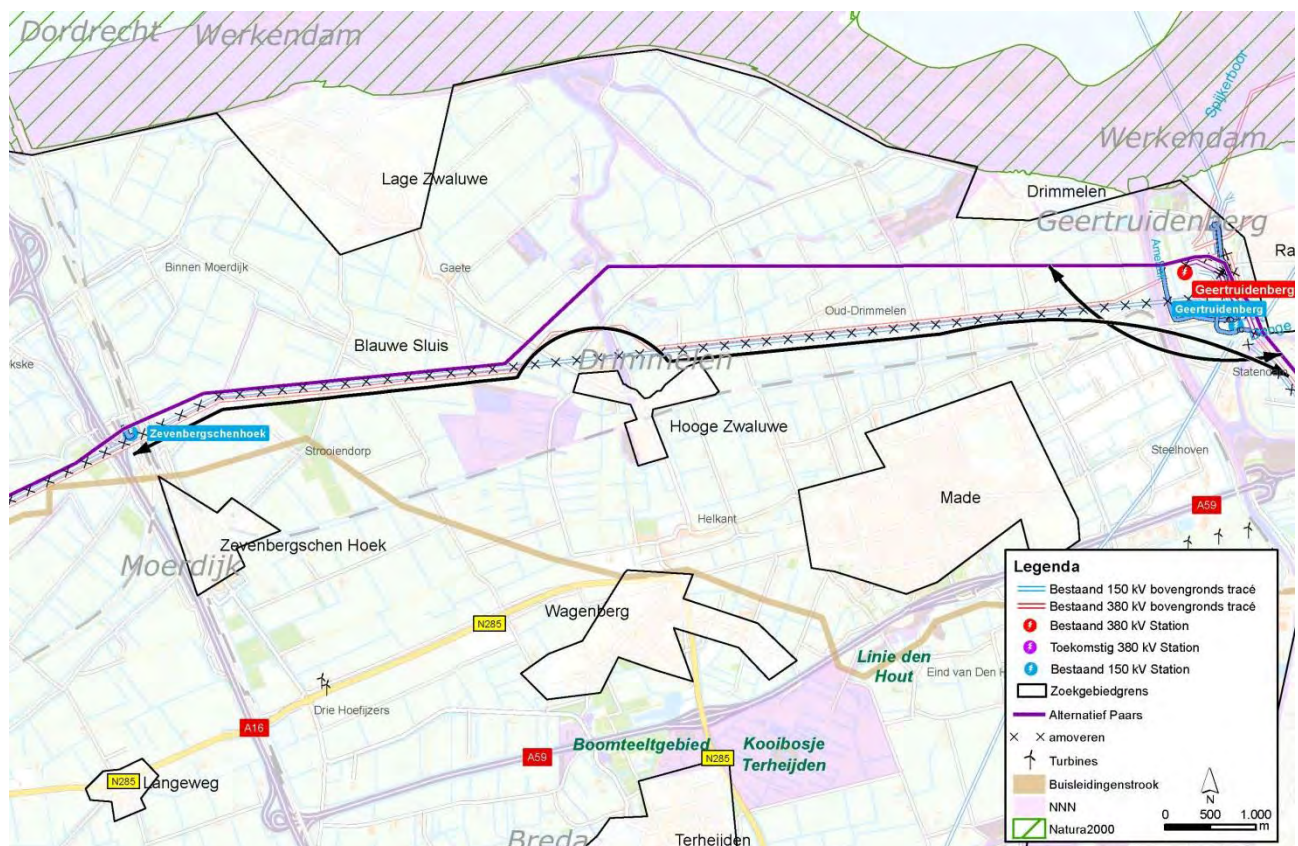 Dordrecht
Werkendam
Spijkerboor
Werkendam
Lage Zwaluwe
Drimmelen
Geertruidenberg
Binnen Moerdijk
Gaete
Geertruidenberg
Oud-Drimmelen
Geertruidenberg
Blauwe Sluis
Drimmelen
Statendam
Zevenbergschenhoek
Hooge Zwaluwe
Strooiendorp
Steelhoven
Made
A59
Helkant
Zevenbergschen Hoek
Moerdijk
Wagenberg
N285
Linie den
Hout
Drie Hoefijzers
A16
Boomteeltgebied
Kooibosje
Terheijden
A59
N285
N285
Langeweg
Breda
Terheijden
Legenda
Bestaand 150 kV bovengronds tracé
Bestaand 380 kV bovengronds tracé
Bestaand 380 kV Station
Toekomstig 380 kV Station
Bestaand 150 kV Station
Zoekgebiedgrens
Alternatief Paars
amoveren
Turbines
Buisleidingenstrook
NNN
Natura2000
N
0 500 1.000
m